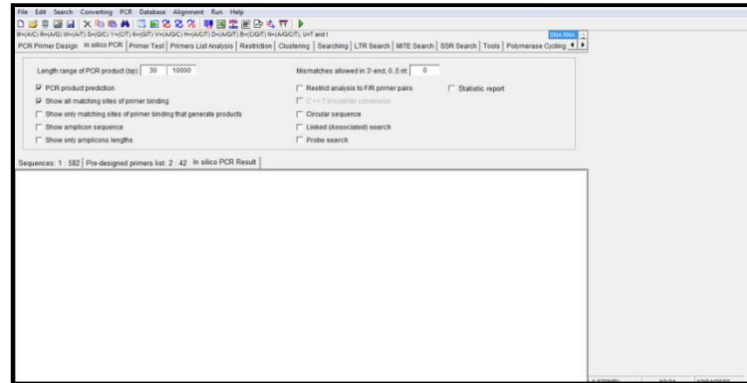 File Edit Search Converting PCR Database Alignment Run Help
M=(A/C) R=(A/G) W=(A/T) S=(G/C) Y=(C/T) K=(G/T) V=(A/G/C) H=(A/C/T) D=(A/G/T) B=(C/G/T) N=(A/G/C/T), U=T and I
PCR Primer Design In silico PCR Primer Test Primers List Analysis Restriction Clustering Searching LTR Search MITE Search SSR Search Tools Polymerase Cycling
Length range of PCR product (bp): 30 10000 Mismatches allowed in 3'-end, 0..5 nt: 0
PCR product prediction Restrict analysis to F/R primer pairs Statistic report
Show all matching sites of primer binding C >> T bisulphite conversion
Show only matching sites of primer binding that generate products Circular sequence
Show amplicon sequence Linked (Associated) search
Show only amplicons lengths Probe search
Sequences: 1 : 582 Pre-designed primers list: 2 : 42 In silico PCR Result